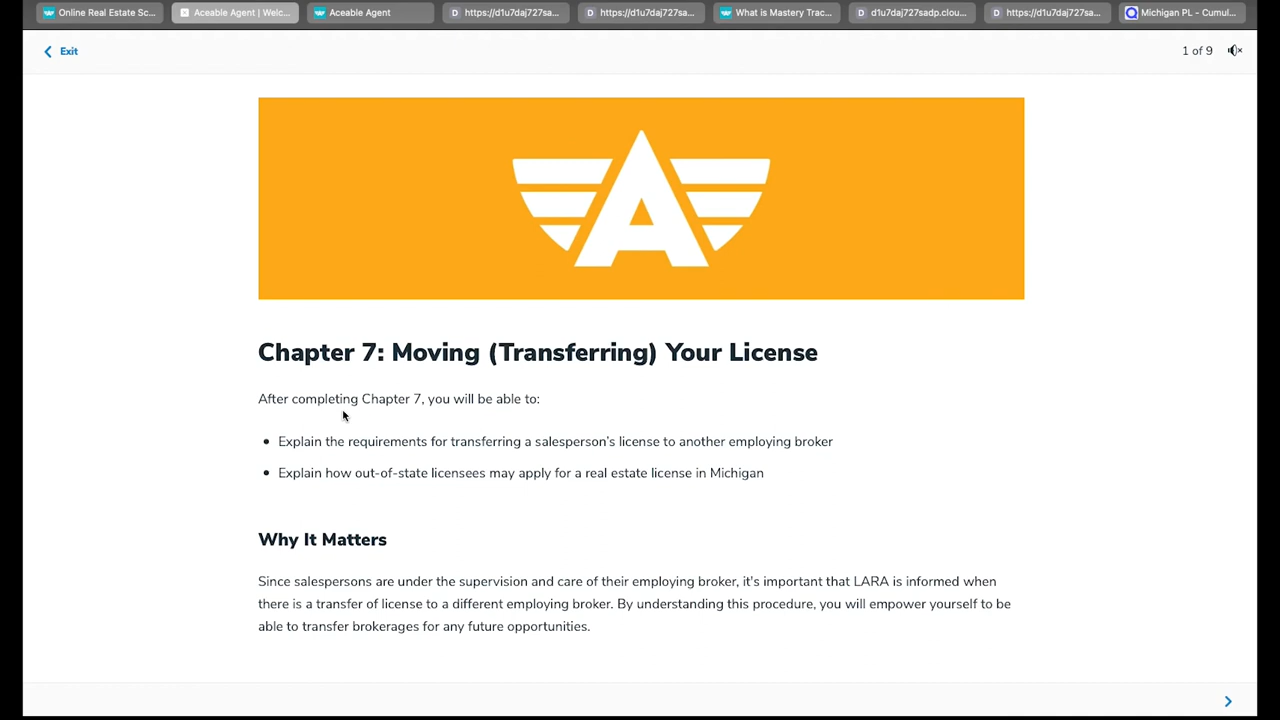 Online Real Estate Sc...
Aceable Agent | Welc...
Aceable Agent
https://d1u7daj727sa...
https://d1u7daj727sa...
What is Mastery Trac...
d1u7daj727sadp.clou...
https://d1u7daj727sa...
Michigan PL - Cumul...
Exit
1 of 9
A
Chapter 7: Moving (Transferring) Your License
After completing Chapter 7, you will be able to:
Explain the requirements for transferring a salesperson's license to another employing broker
Explain how out-of-state licensees may apply for a real estate license in Michigan
Why It Matters
Since salespersons are under the supervision and care of their employing broker, it's important that LARA is informed when
there is a transfer of license to a different employing broker. By understanding this procedure, you will empower yourself to be
able to transfer brokerages for any future opportunities.